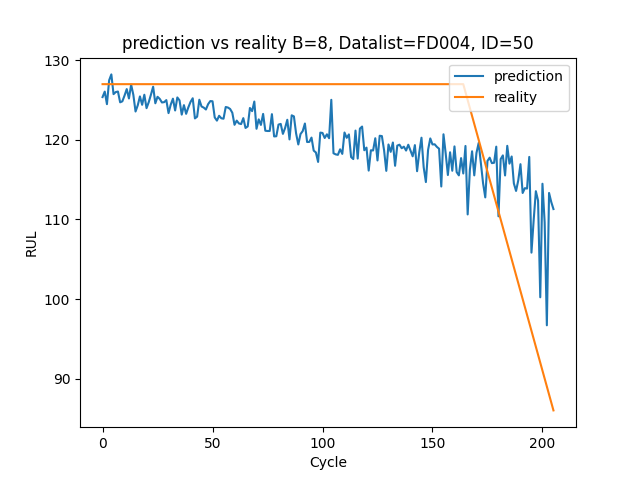 prediction vs reality B=8, Datalist=FD004, ID=50
prediction
reality
130
120
110
100
90
RUL
0
50
100
150
200
Cycle